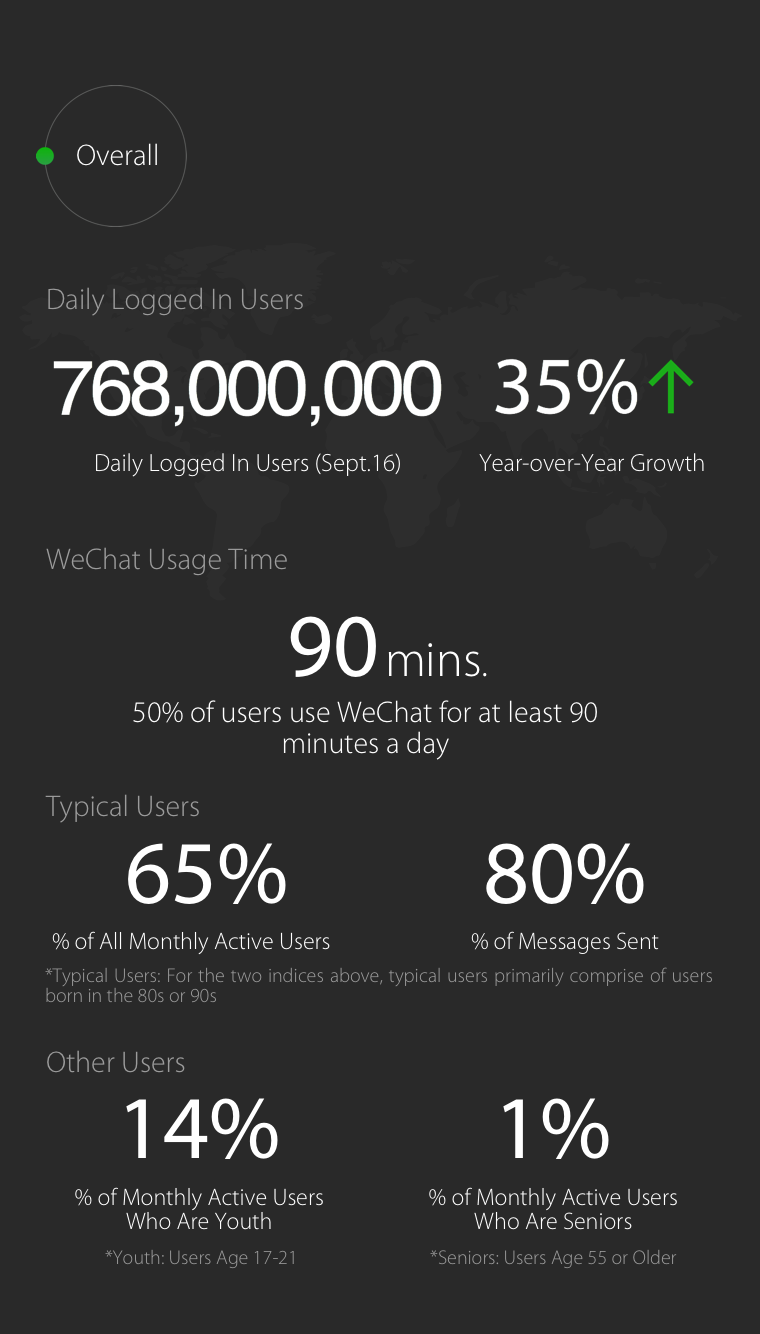 Overall
Daily Logged In Users
768,000,000 35%↑
Daily Logged In Users (Sept.16) Year-over-Year Growth
WeChat Usage Time
90 mins.
50% of users use WeChat for at least 90
minutes a day
Typical Users
65% 80%
% of All Monthly Active Users % of Messages Sent
*Typical Users: For the two indices above, typical users primarily comprise of users
born in the 80s or 90s
Other Users
14% 1%
% of Monthly Active Users % of Monthly Active Users
Who Are Youth Who Are Seniors
*Youth: Users Age 17-21 *Seniors: Users Age 55 or Older